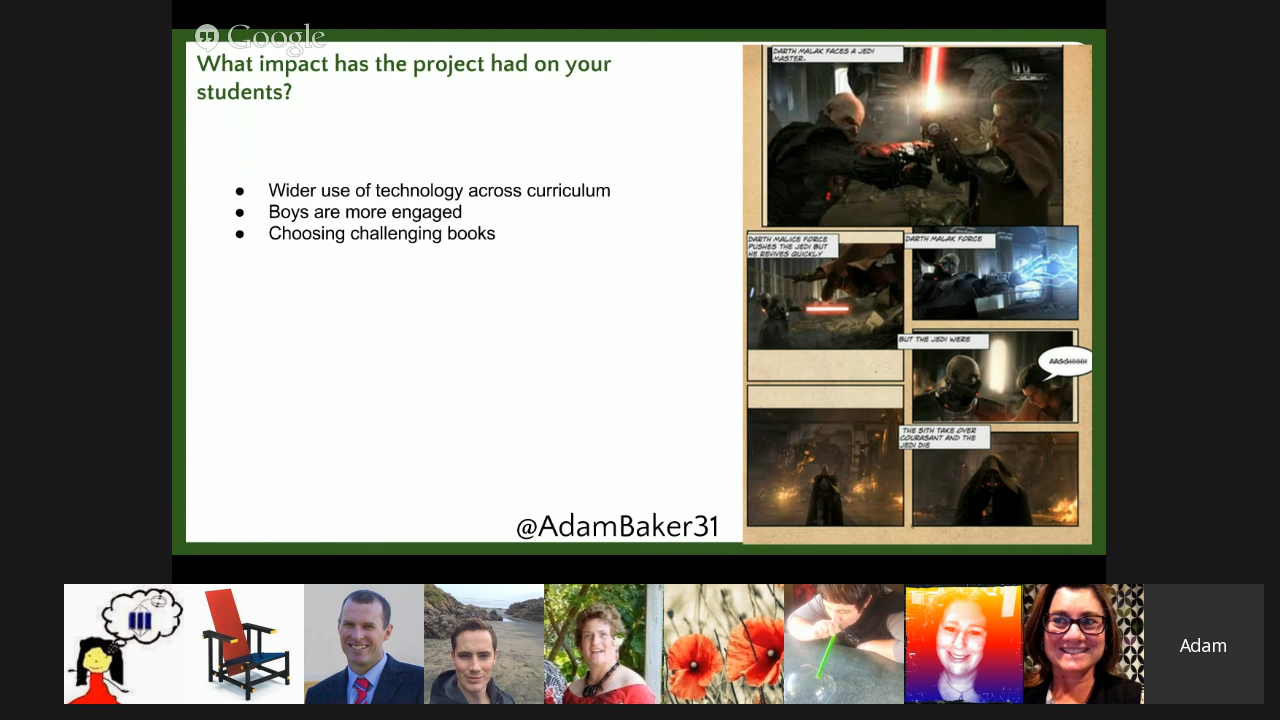 Google
What impact has the project had on your
students?
● Wider use of technology across curriculum
● Boys are more engaged
● Choosing challenging books
@AdamBaker31
DARTH MALAK FACES A JEDI
MASTER.
DARTH MALICE FORCE
PUSHES THE JEDI BUT
HE REVIVES QUICKLY
DARTH MALAK FORCE
BUT THE JEDI WERE
AAGGHHHH
THE SITH TAKE OVER
COURASANT AND THE
JEDI DIE
Adam